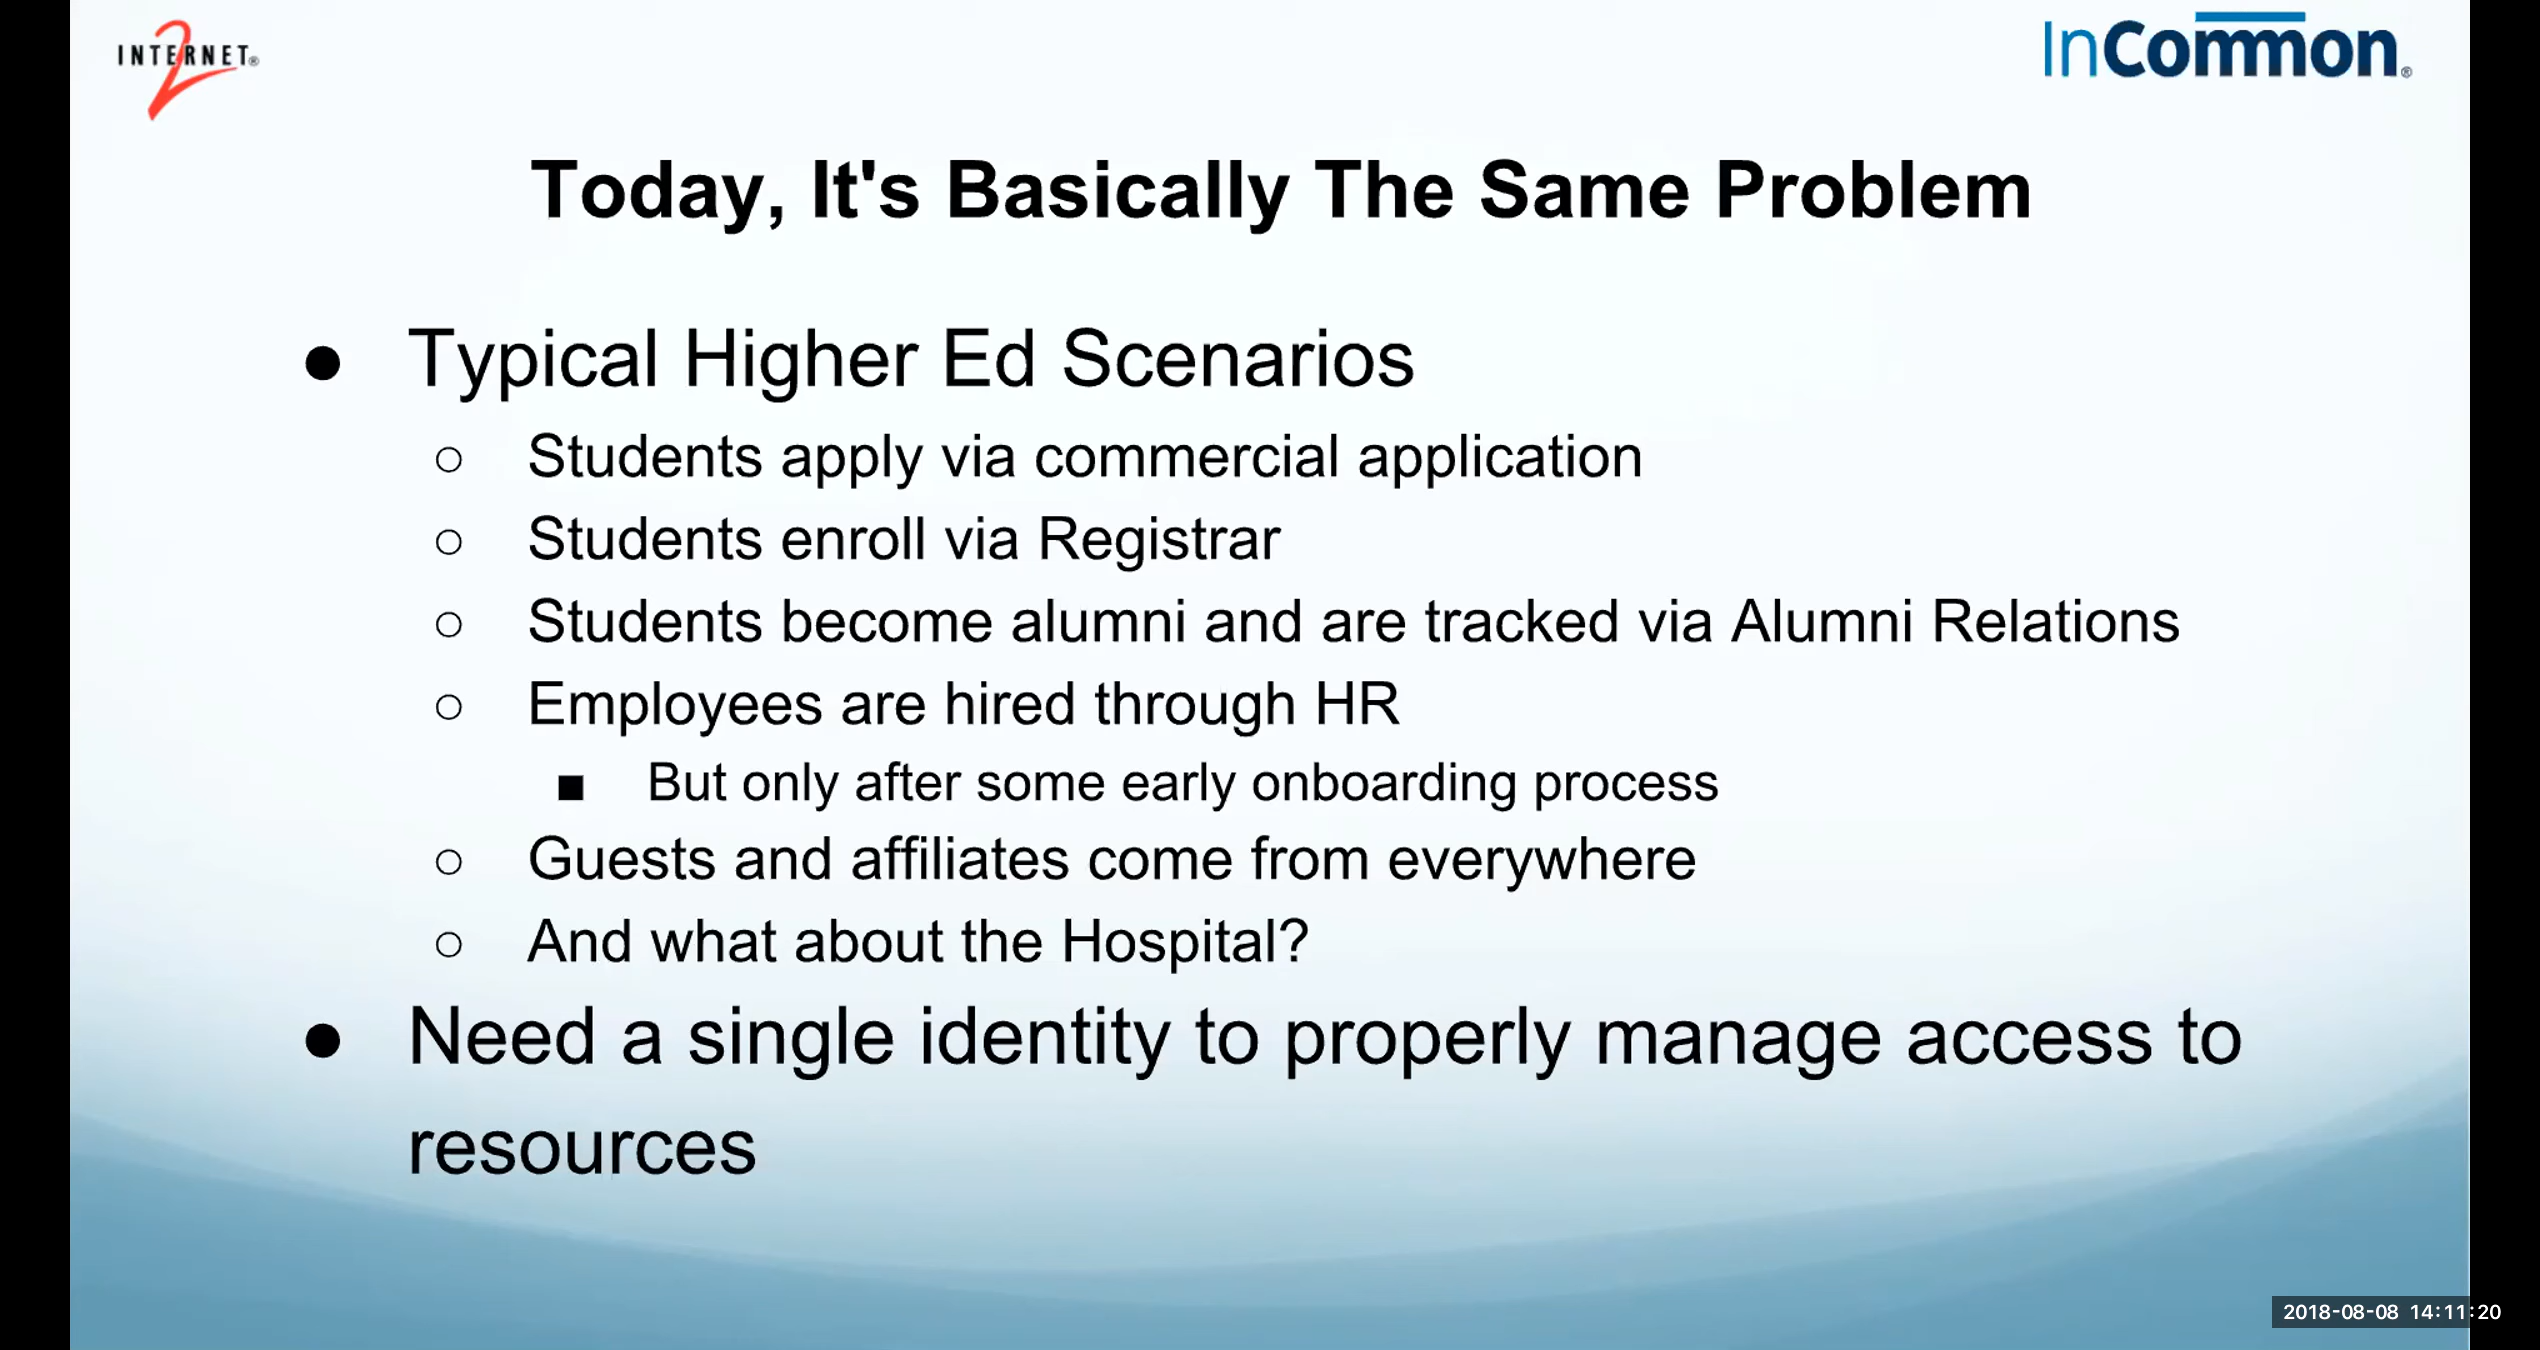 INTERNET®
2
InCommon®
Today, It's Basically The Same Problem
● Typical Higher Ed Scenarios
○ Students apply via commercial application
○ Students enroll via Registrar
○ Students become alumni and are tracked via Alumni Relations
○ Employees are hired through HR
■ But only after some early onboarding process
○ Guests and affiliates come from everywhere
○ And what about the Hospital?
● Need a single identity to properly manage access to
resources
2018-08-08 14:11:20